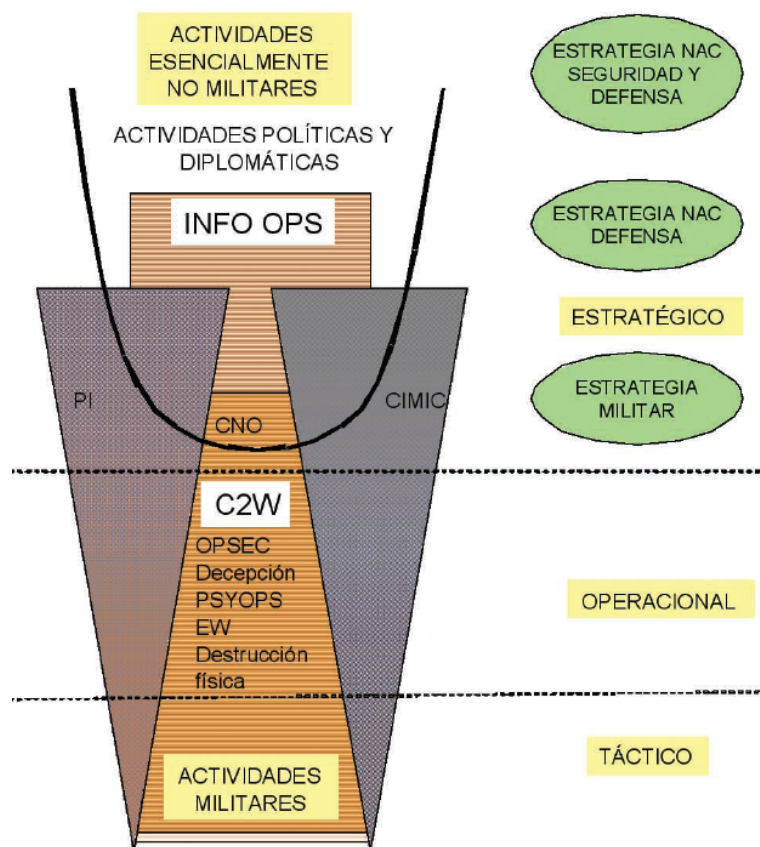 ACTIVIDADES
ESENCIALMENTE
NO MILITARES
ACTIVIDADES POLÍTICAS Y
DIPLOMÁTICAS
INFO OPS
PI
CIMIC
CNO
C2W
OPSEC
Decepción
PSYOPS
EW
Destrucción
física
ACTIVIDADES
MILITARES
ESTRATEGIA NAC
SEGURIDAD Y
DEFENSA
ESTRATEGIA NAC
DEFENSA
ESTRATÉGICO
ESTRATEGIA
MILITAR
OPERACIONAL
TÁCTICO